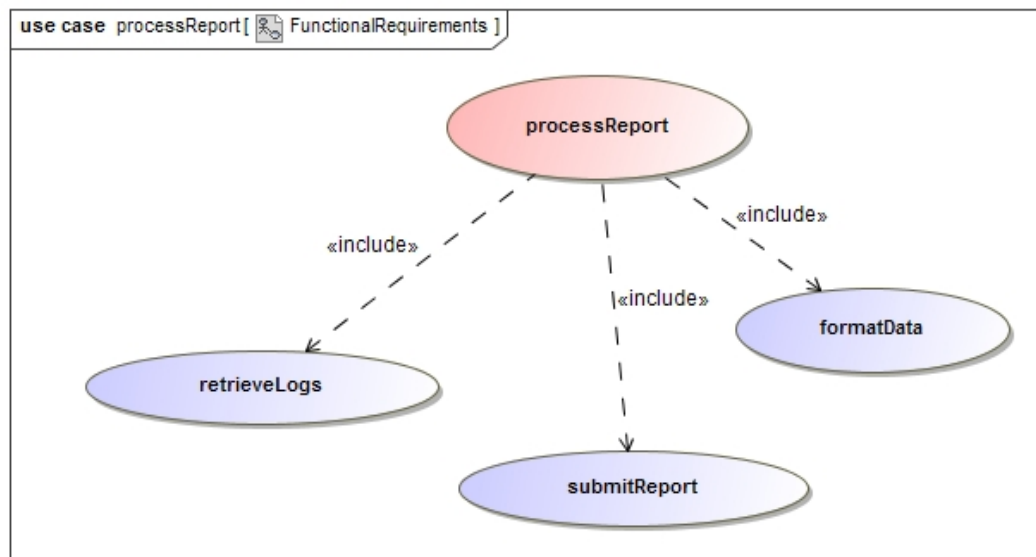 use case processReport [ FunctionalRequirements ]
processReport
«include»
«include»
«include»
formatData
retrieveLogs
submitReport